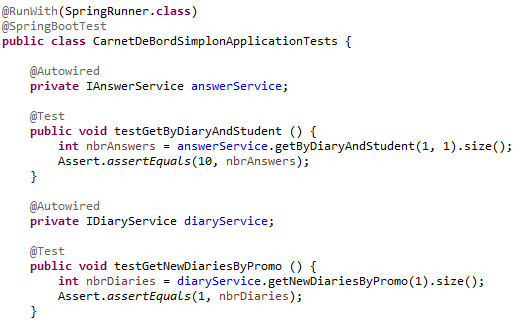 @RunWith(SpringRunner.class)
@SpringBootTest
public class CarnetDeBordSimplonApplicationTests {
@Autowired
private IAnswerService answerService;
@Test
public void testGetByDiaryAndStudent () {
int nbrAnswers = answerService.getByDiaryAndStudent(1, 1).size();
Assert.assertEquals(10, nbrAnswers);
}
@Autowired
private IDiaryService diaryService;
@Test
public void testGetNewDiariesByPromo () {
int nbrDiaries = diaryService.getNewDiariesByPromo(1).size();
Assert.assertEquals(1, nbrDiaries);
}